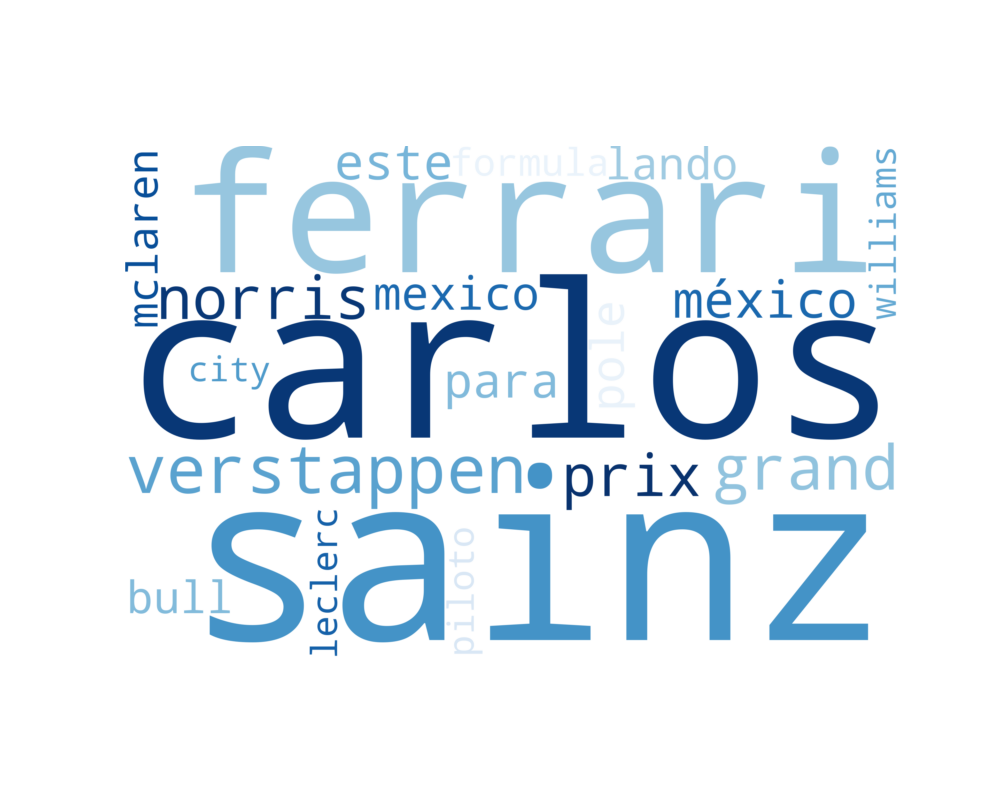 este formula lando
ferrari
mclaren
williams
norris mexico méxico
carlos
city para pole
verstappen prix grand
sainz
bull leclerc piloto